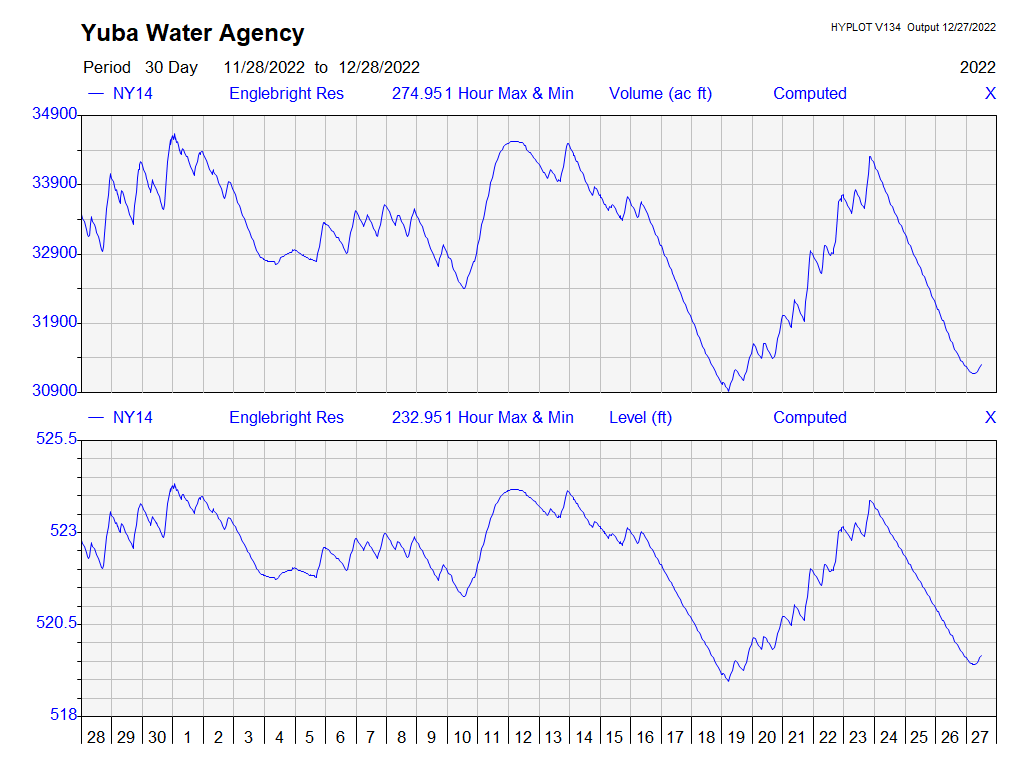 Yuba Water Agency
HYPLOT V134 Output 12/27/2022
Period 30 Day 11/28/2022 to 12/28/2022 2022
NY14 Englebright Res 274.951 Hour Max & Min Volume (ac ft) Computed X
34900
33900
32900
31900
30900
NY14 Englebright Res 232.951 Hour Max & Min Level (ft) Computed X
525.5
523
520.5
518
28 29 30 1 2 3 4 5 6 7 8 9 10 11 12 13 14 15 16 17 18 19 20 21 22 23 24 25 26 27